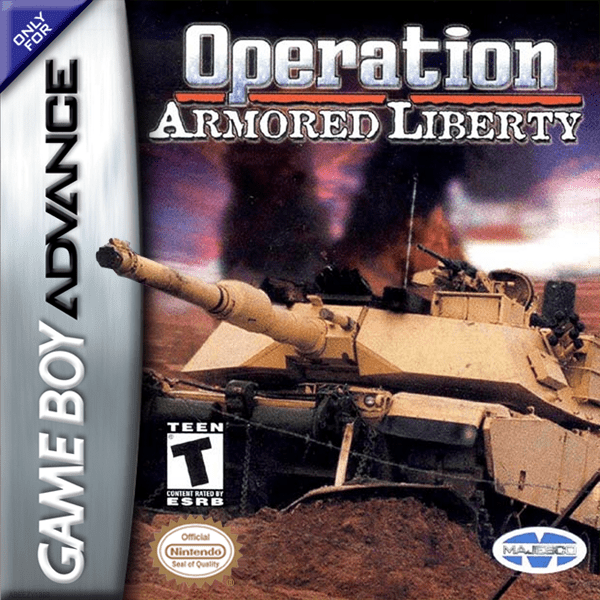 ONLY
FOR
GAME BOY ADVANCE
Operation
ARMORED LIBERTY
TEEN
T
CONTENT RATED BY
ESRB
Official
Nintendo
Seal of Quality
MAJESCO